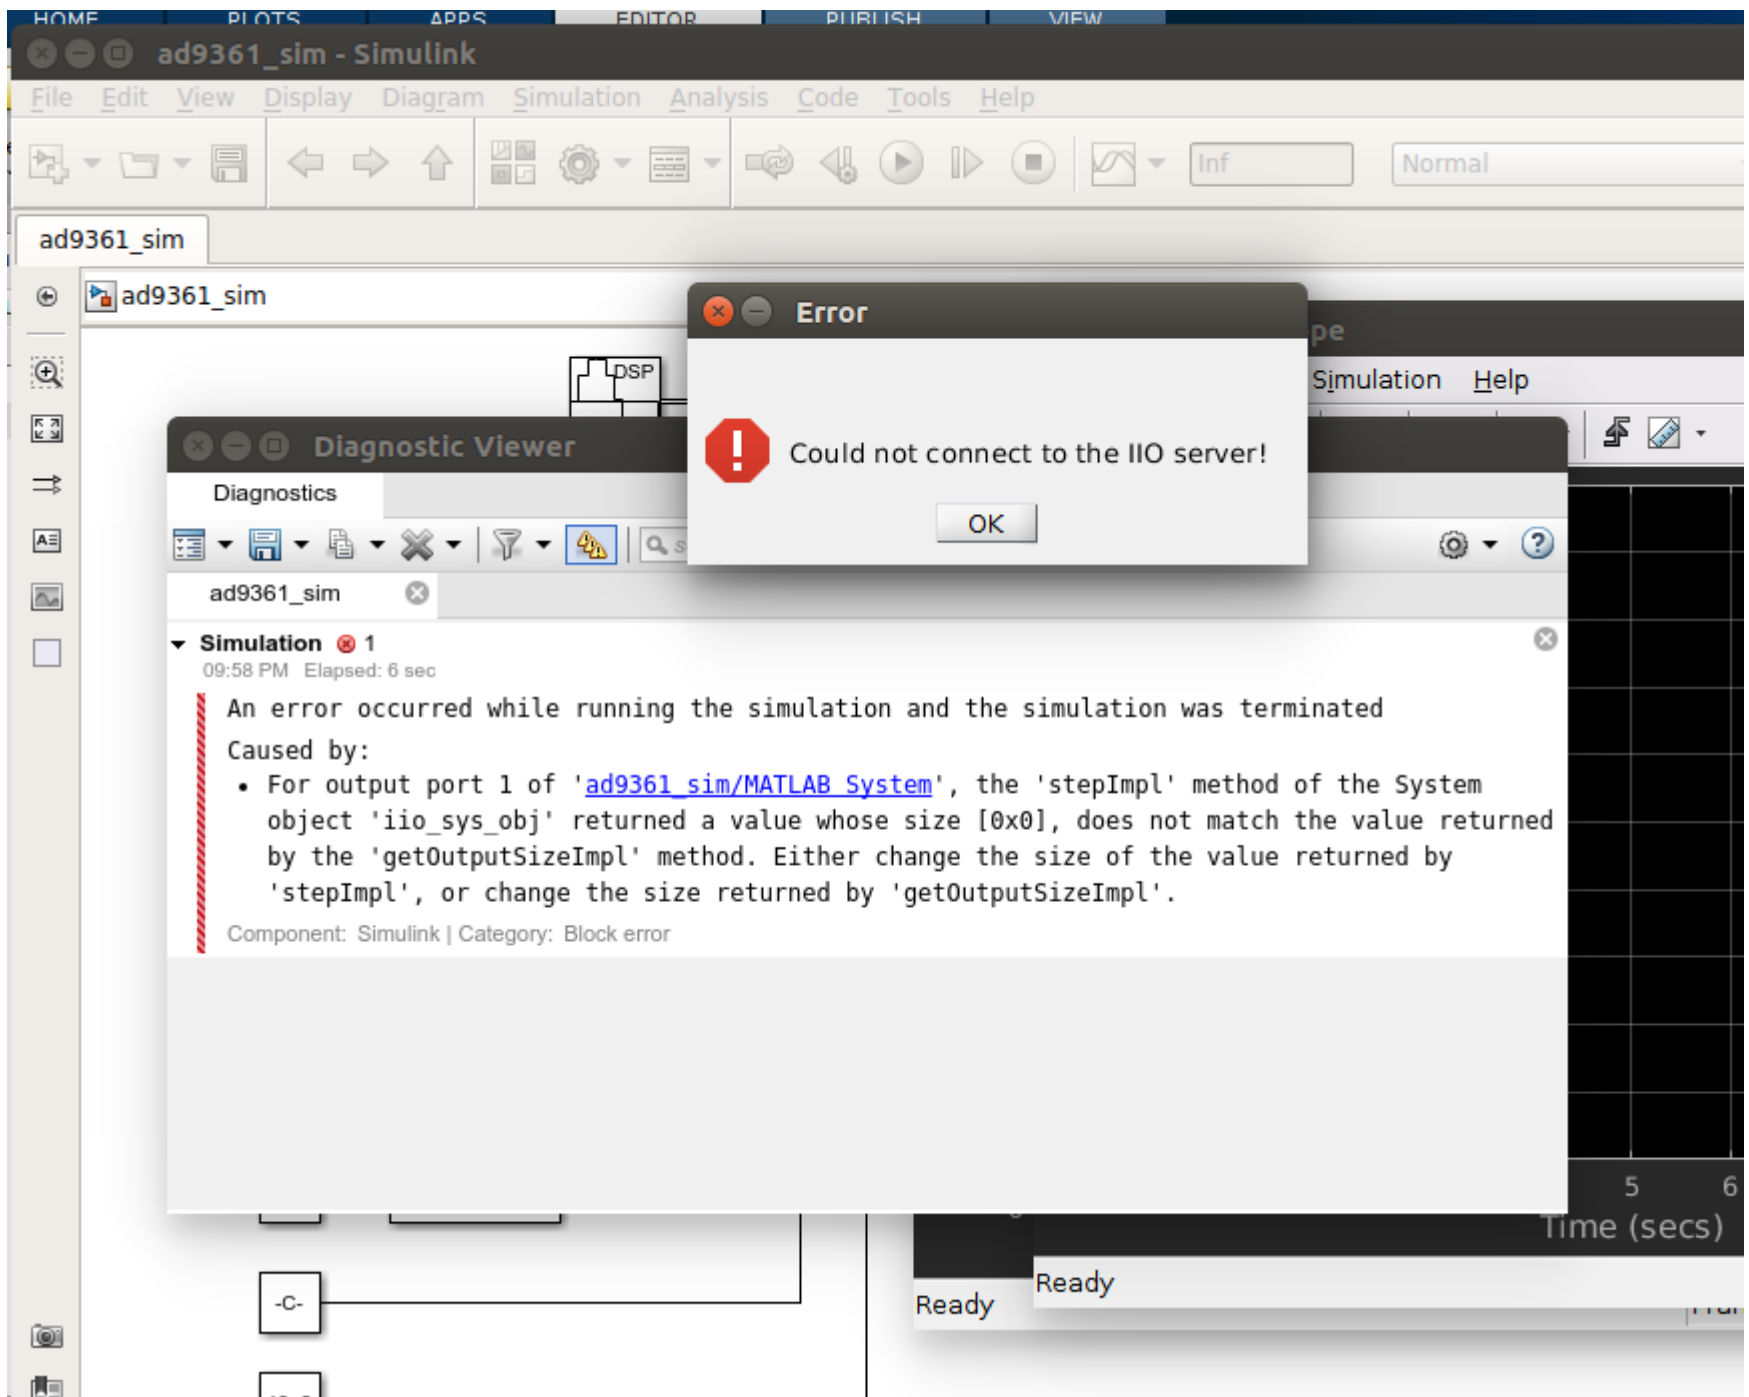 HOME PLOTS APPS EDITOR PUBLISH VIEW
ad9361_sim - Simulink
File Edit View Display Diagram Simulation Analysis Code Tools Help
Inf Normal
ad9361_sim
ad9361_sim
Error
pe
Simulation Help
DSP
Could not connect to the IIO server!
OK
Diagnostic Viewer
Diagnostics
ad9361_sim
Simulation 1
09:58 PM Elapsed: 6 sec
An error occurred while running the simulation and the simulation was terminated
Caused by:
• For output port 1 of 'ad9361_sim/MATLAB System', the 'stepImpl' method of the System
object 'iio_sys_obj' returned a value whose size [0x0], does not match the value returned
by the 'getOutputSizeImpl' method. Either change the size of the value returned by
'stepImpl', or change the size returned by 'getOutputSizeImpl'.
Component: Simulink | Category: Block error
5 6
Time (secs)
Ready
Ready
-C-